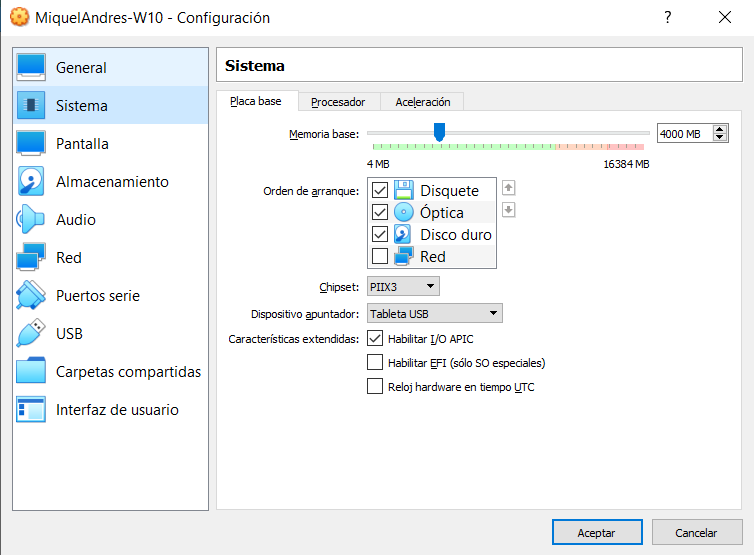 MiquelAndres-W10 - Configuración
?
General
Sistema
Pantalla
Almacenamiento
Audio
Red
Puertos serie
USB
Carpetas compartidas
Interfaz de usuario
Sistema
Placa base
Procesador
Aceleración
Memoria base:
4000 MB
4 MB
16384 MB
Orden de arranque:
Disquete
Óptica
Disco duro
Red
Chipset:
PIIX3
Dispositivo apuntador:
Tableta USB
Características extendidas:
Habilitar I/O APIC
Habilitar EFI (sólo SO especiales)
Reloj hardware en tiempo UTC
Aceptar
Cancelar